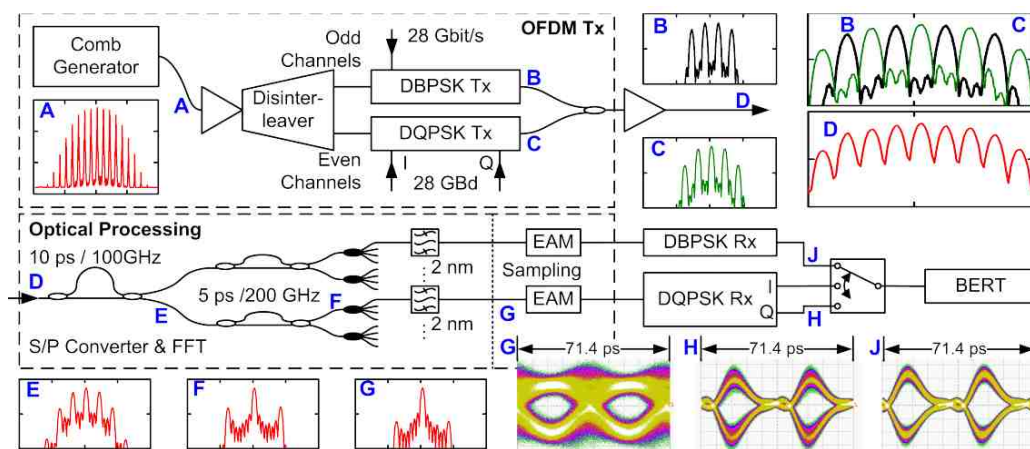 OFDM Tx
Comb
Generator
A
A
Disinter-
leaver
Odd
Channels
Even
Channels
28 Gbit/s
DBPSK Tx
DQPSK Tx
I
28 GBd
Q
B
C
D
B
C
B
C
D
Optical Processing
10 ps / 100GHz
D
E
5 ps /200 GHz
F
S/P Converter & FFT
: 2 nm
: 2 nm
EAM
Sampling
EAM
G
DBPSK Rx
DQPSK Rx
I
Q
J
H
BERT
E
F
G
G
71.4 ps
H
71.4 ps
J
71.4 ps